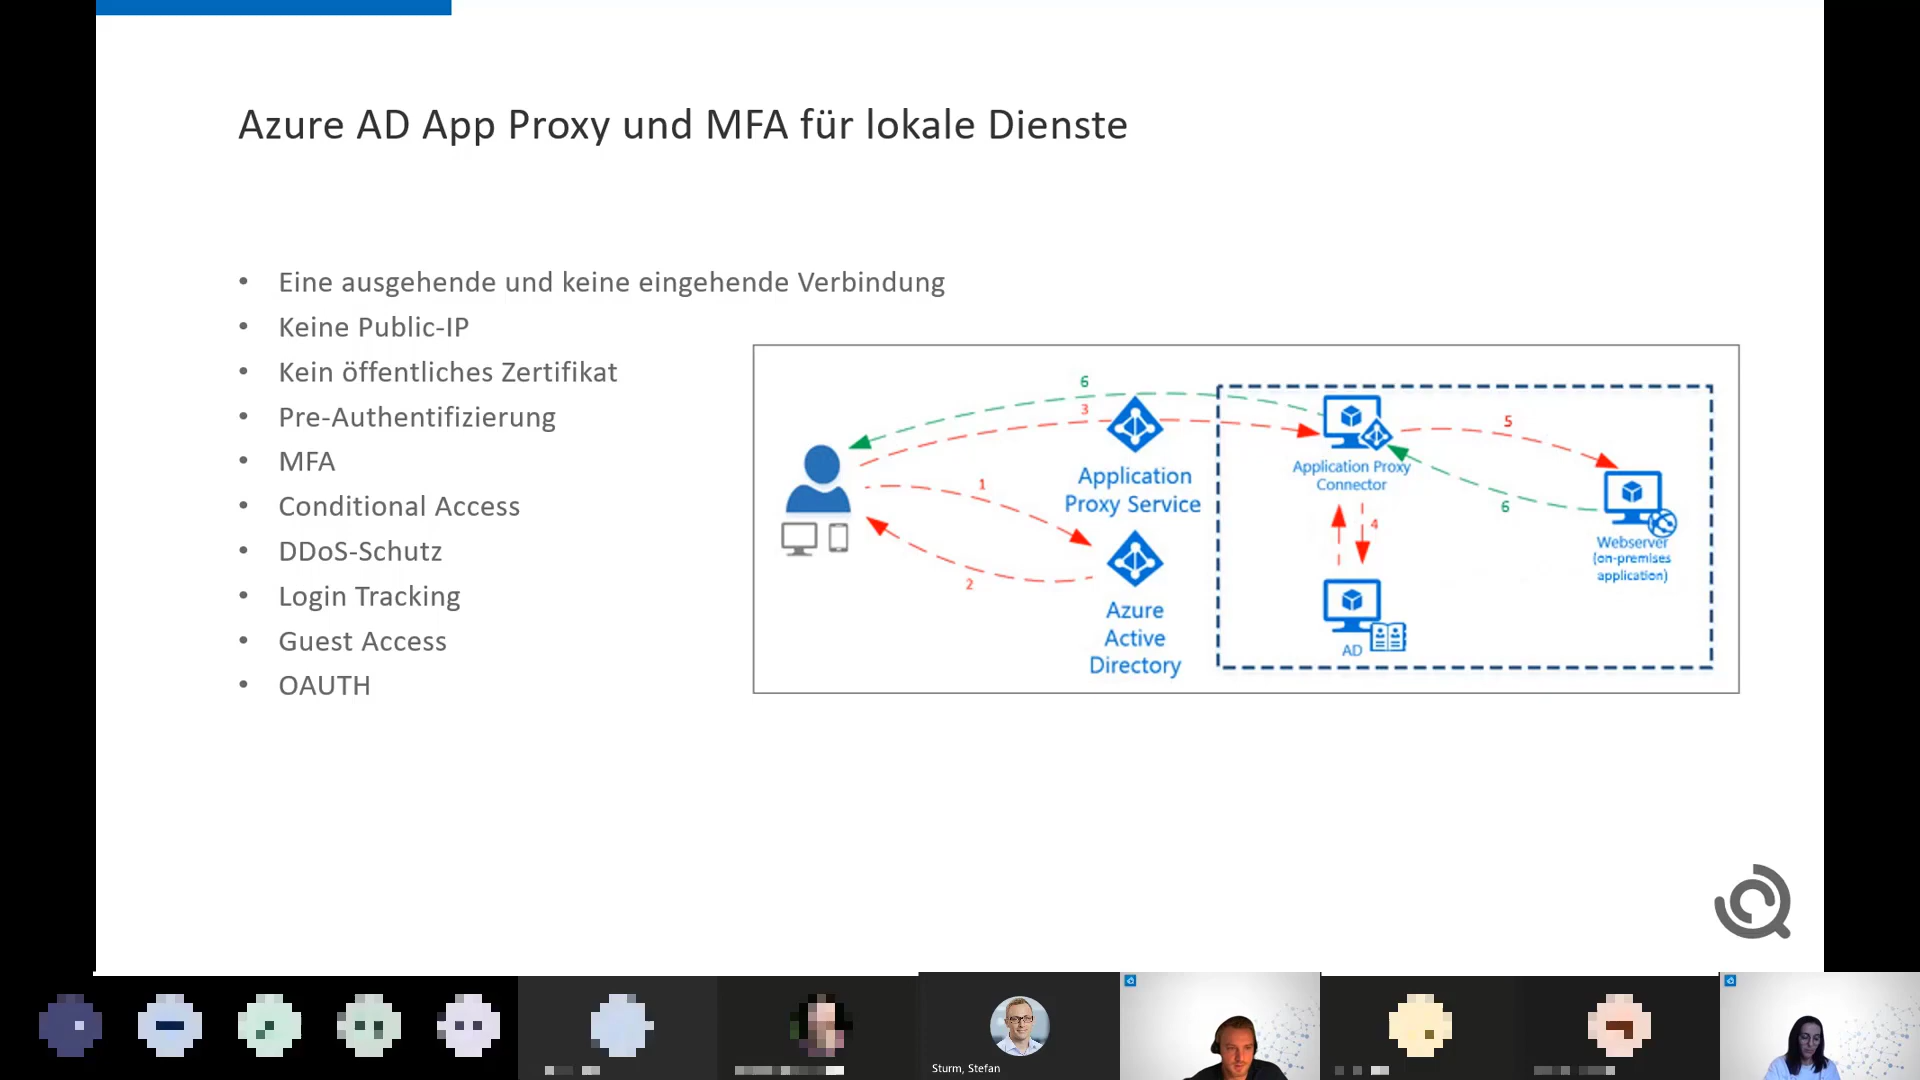 Azure AD App Proxy und MFA für lokale Dienste
• Eine ausgehende und keine eingehende Verbindung
• Keine Public-IP
• Kein öffentliches Zertifikat
• Pre-Authentifizierung
• MFA
• Conditional Access
• DDoS-Schutz
• Login Tracking
• Guest Access
• OAUTH
6
3
1
2
Application
Proxy Service
Azure
Active
Directory
Application Proxy
Connector
5
4
6
AD
Webserver
(on-premises
application)
Sturm, Stefan